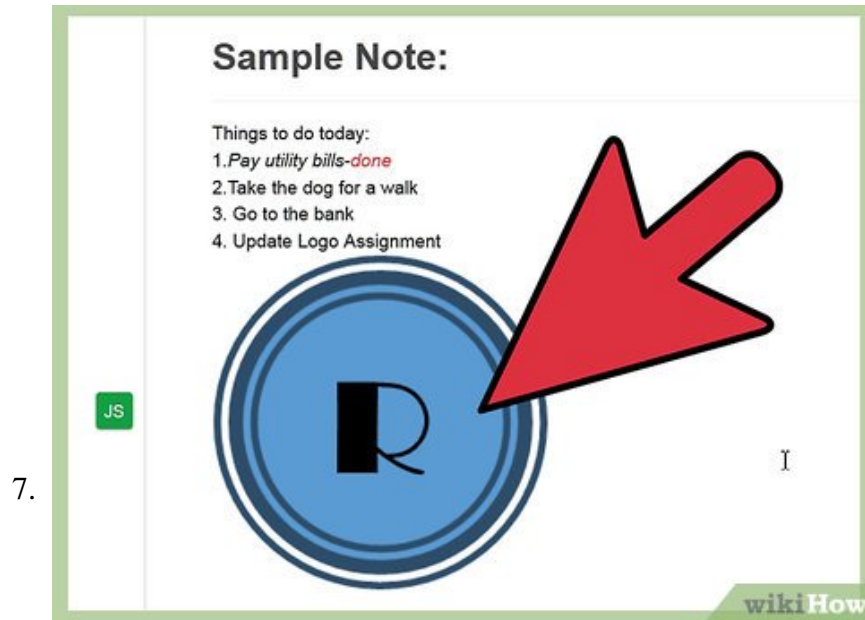 Sample Note:
Things to do today:
1.Pay utility bills-done
2.Take the dog for a walk
3. Go to the bank
4. Update Logo Assignment
R
JS
7.
wikiHow